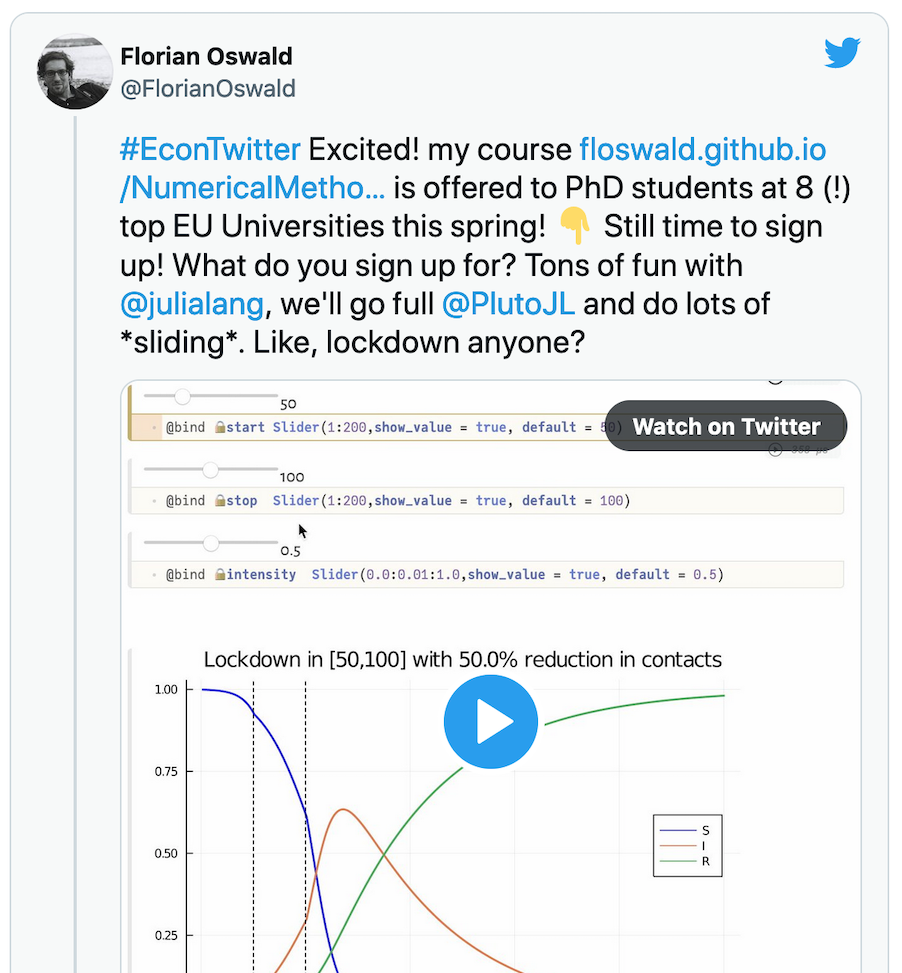 Florian Oswald
@FlorianOswald
#EconTwitter Excited! my course floswald.github.io
/NumericalMetho... is offered to PhD students at 8 (!)
top EU Universities this spring! 👇 Still time to sign
up! What do you sign up for? Tons of fun with
@julialang, we'll go full @PlutoJL and do lots of
*sliding*. Like, lockdown anyone?
50
@bind 🔒start Slider(1:200,show_value = true, default = 50)
Watch on Twitter
358 μs
100
@bind 🔒stop Slider(1:200,show_value = true, default = 100)
0.5
@bind 🔒intensity Slider(0.0:0.01:1.0,show_value = true, default = 0.5)
Lockdown in [50,100] with 50.0% reduction in contacts
1.00
0.75
0.50
0.25
S
I
R